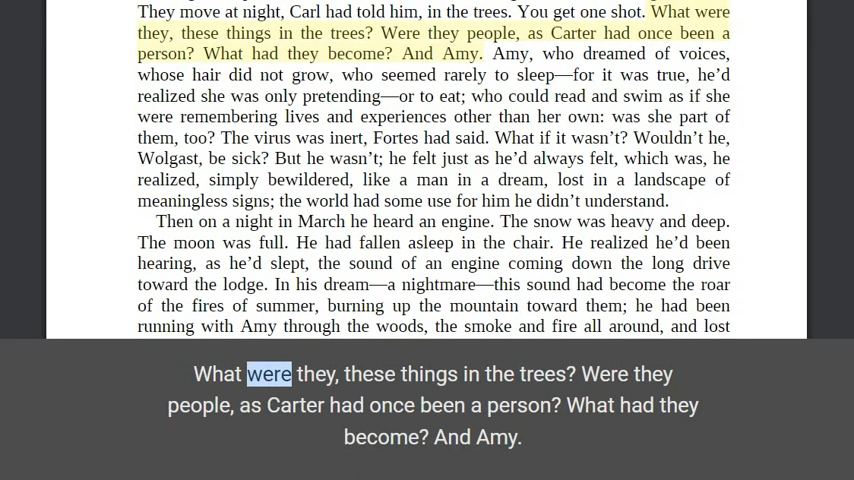 They move at night, Carl had told him, in the trees. You get one shot. What were
they, these things in the trees? Were they people, as Carter had once been a
person? What had they become? And Amy. Amy, who dreamed of voices,
whose hair did not grow, who seemed rarely to sleep—for it was true, he’d
realized she was only pretending—or to eat; who could read and swim as if she
were remembering lives and experiences other than her own: was she part of
them, too? The virus was inert, Fortes had said. What if it wasn’t? Wouldn’t he,
Wolgast, be sick? But he wasn’t; he felt just as he’d always felt, which was, he
realized, simply bewildered, like a man in a dream, lost in a landscape of
meaningless signs; the world had some use for him he didn’t understand.
Then on a night in March he heard an engine. The snow was heavy and deep.
The moon was full. He had fallen asleep in the chair. He realized he’d been
hearing, as he’d slept, the sound of an engine coming down the long drive
toward the lodge. In his dream—a nightmare—this sound had become the roar
of the fires of summer, burning up the mountain toward them; he had been
running with Amy through the woods, the smoke and fire all around, and lost
What were they, these things in the trees? Were they
people, as Carter had once been a person? What had they
become? And Amy.